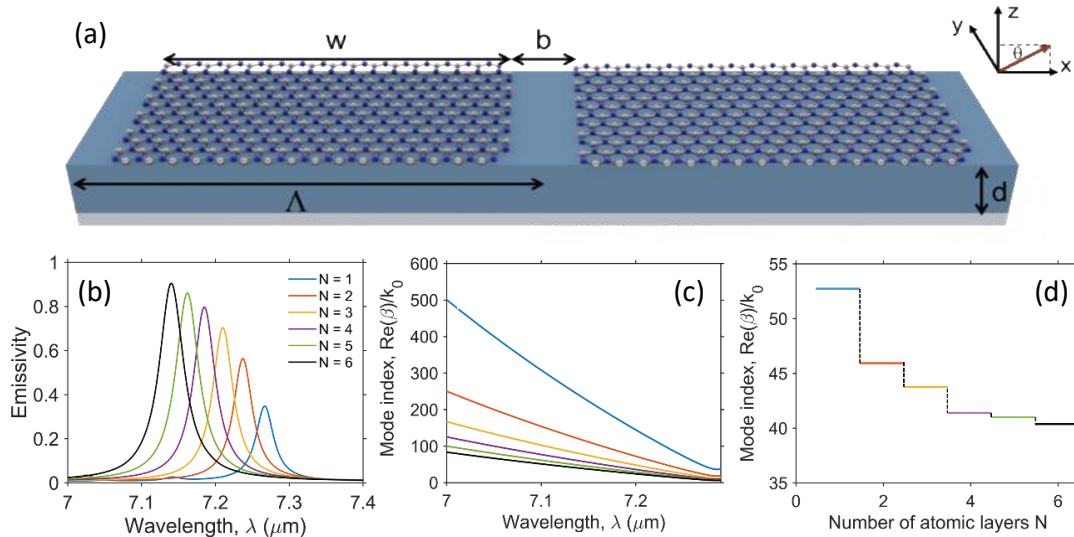 (a)
w
b
z
y
θ
x
Λ
d
(b)
1
0.8
0.6
0.4
0.2
0
Emissivity
N = 1
N = 2
N = 3
N = 4
N = 5
N = 6
7
7.1
7.2
7.3
7.4
Wavelength, λ (μm)
(c)
600
500
400
300
200
100
0
Mode index, Re(β)/k0
7
7.1
7.2
Wavelength, λ (μm)
(d)
55
50
45
40
35
Mode index, Re(β)/k0
0
2
4
6
Number of atomic layers N